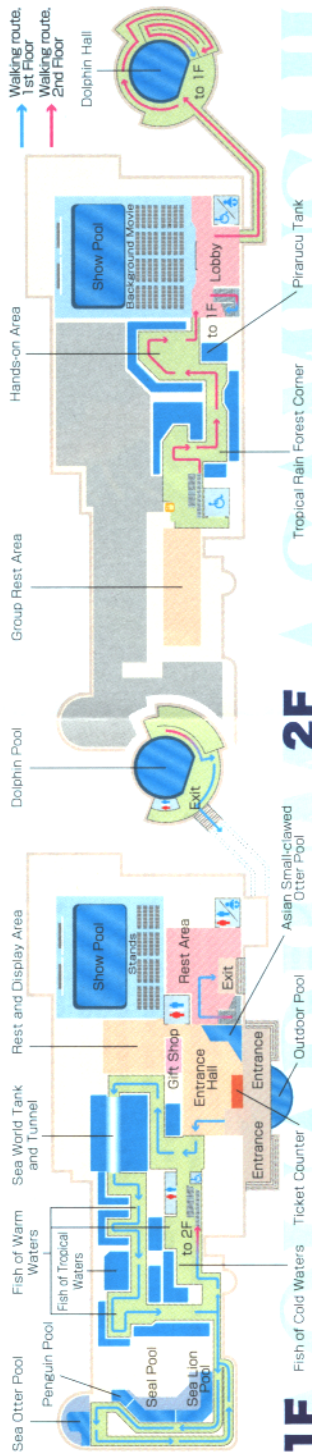 Walking route,
1st Floor
Walking route,
2nd Floor
Sea Otter Pool
Penguin Pool
Fish of Warm
Waters
Fish of Tropical
Waters
Sea World Tank
and Tunnel
Rest and Display Area
Seal Pool
Sea Lion
Pool
to 2F
Gift Shop
Entrance
Hall
Show Pool
Stands
Rest Area
Exit
Entrance
Entrance
1F
Fish of Cold Waters
Ticket Counter
Outdoor Pool
Asian Small-clawed
Otter Pool
Dolphin Pool
Exit
Group Rest Area
Hands-on Area
Dolphin Hall
Show Pool
Background Movie
Lobby
to 1F
to 1F
2F
Tropical Rain Forest Corner
Pirarucu Tank